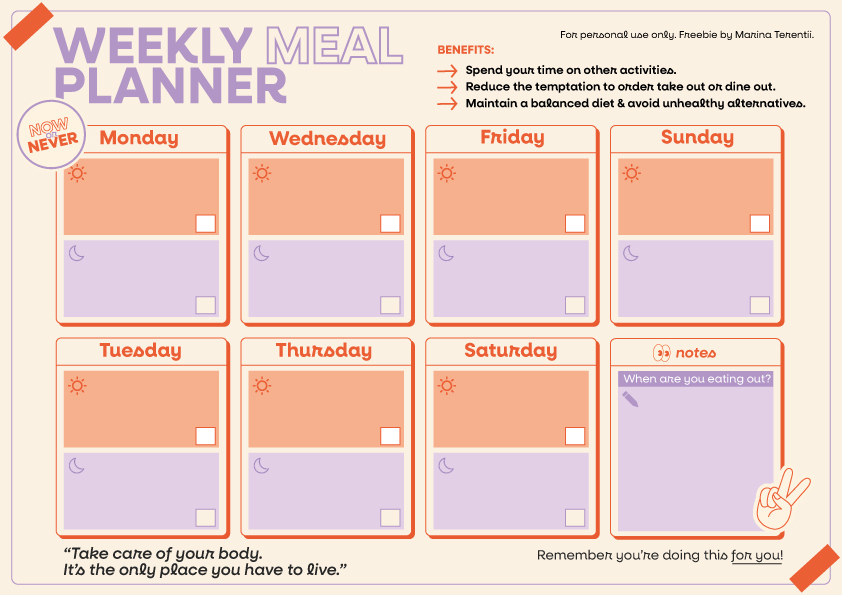 WEEKLY MEAL
PLANNER
For personal use only. Freebie by Marina Terentii.
BENEFITS:
Spend your time on other activities.
Reduce the temptation to order take out or dine out.
Maintain a balanced diet & avoid unhealthy alternatives.
NOW
OR
NEVER
Monday
Wednesday
Friday
Sunday
Tuesday
Thursday
Saturday
notes
When are you eating out?
“Take care of your body.
It's the only place you have to live.”
Remember you're doing this for you!